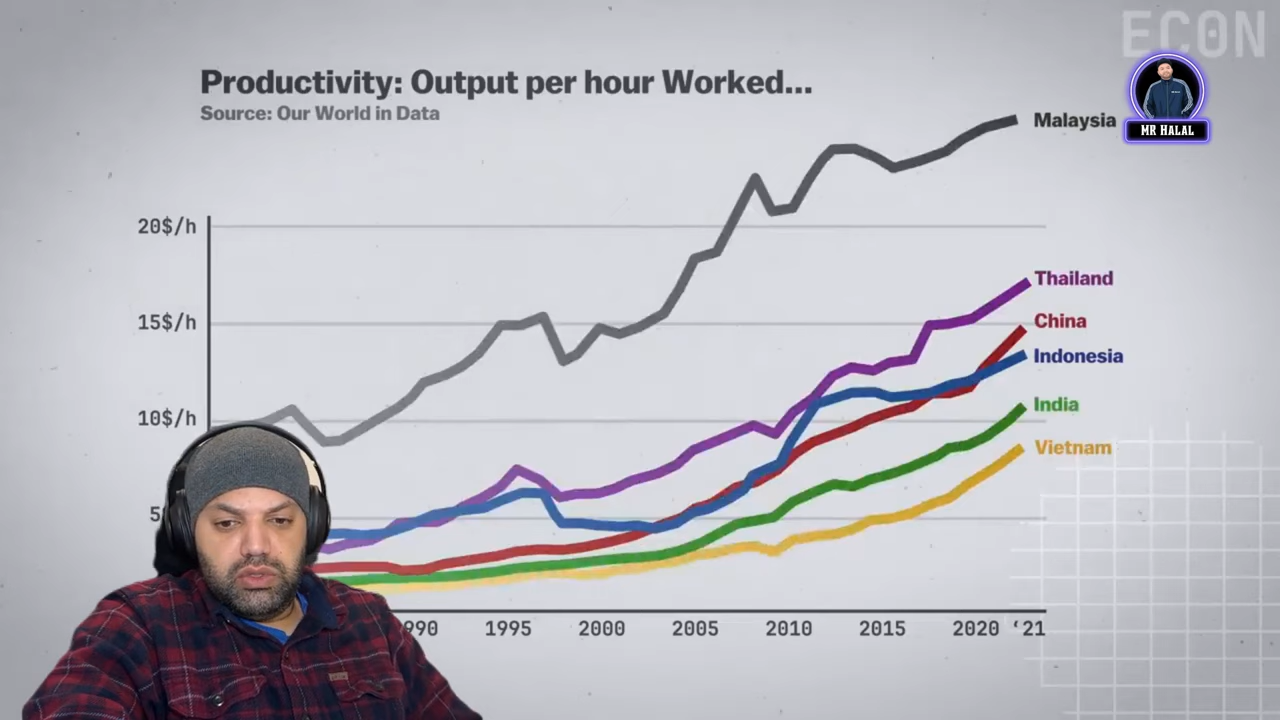 ECON
Productivity: Output per hour Worked...
Source: Our World in Data
MR HALAL
Malaysia
20$/h
Thailand
15$/h
China
Indonesia
10$/h
India
Vietnam
1995
2000
2005
2010
2015
2020
'21